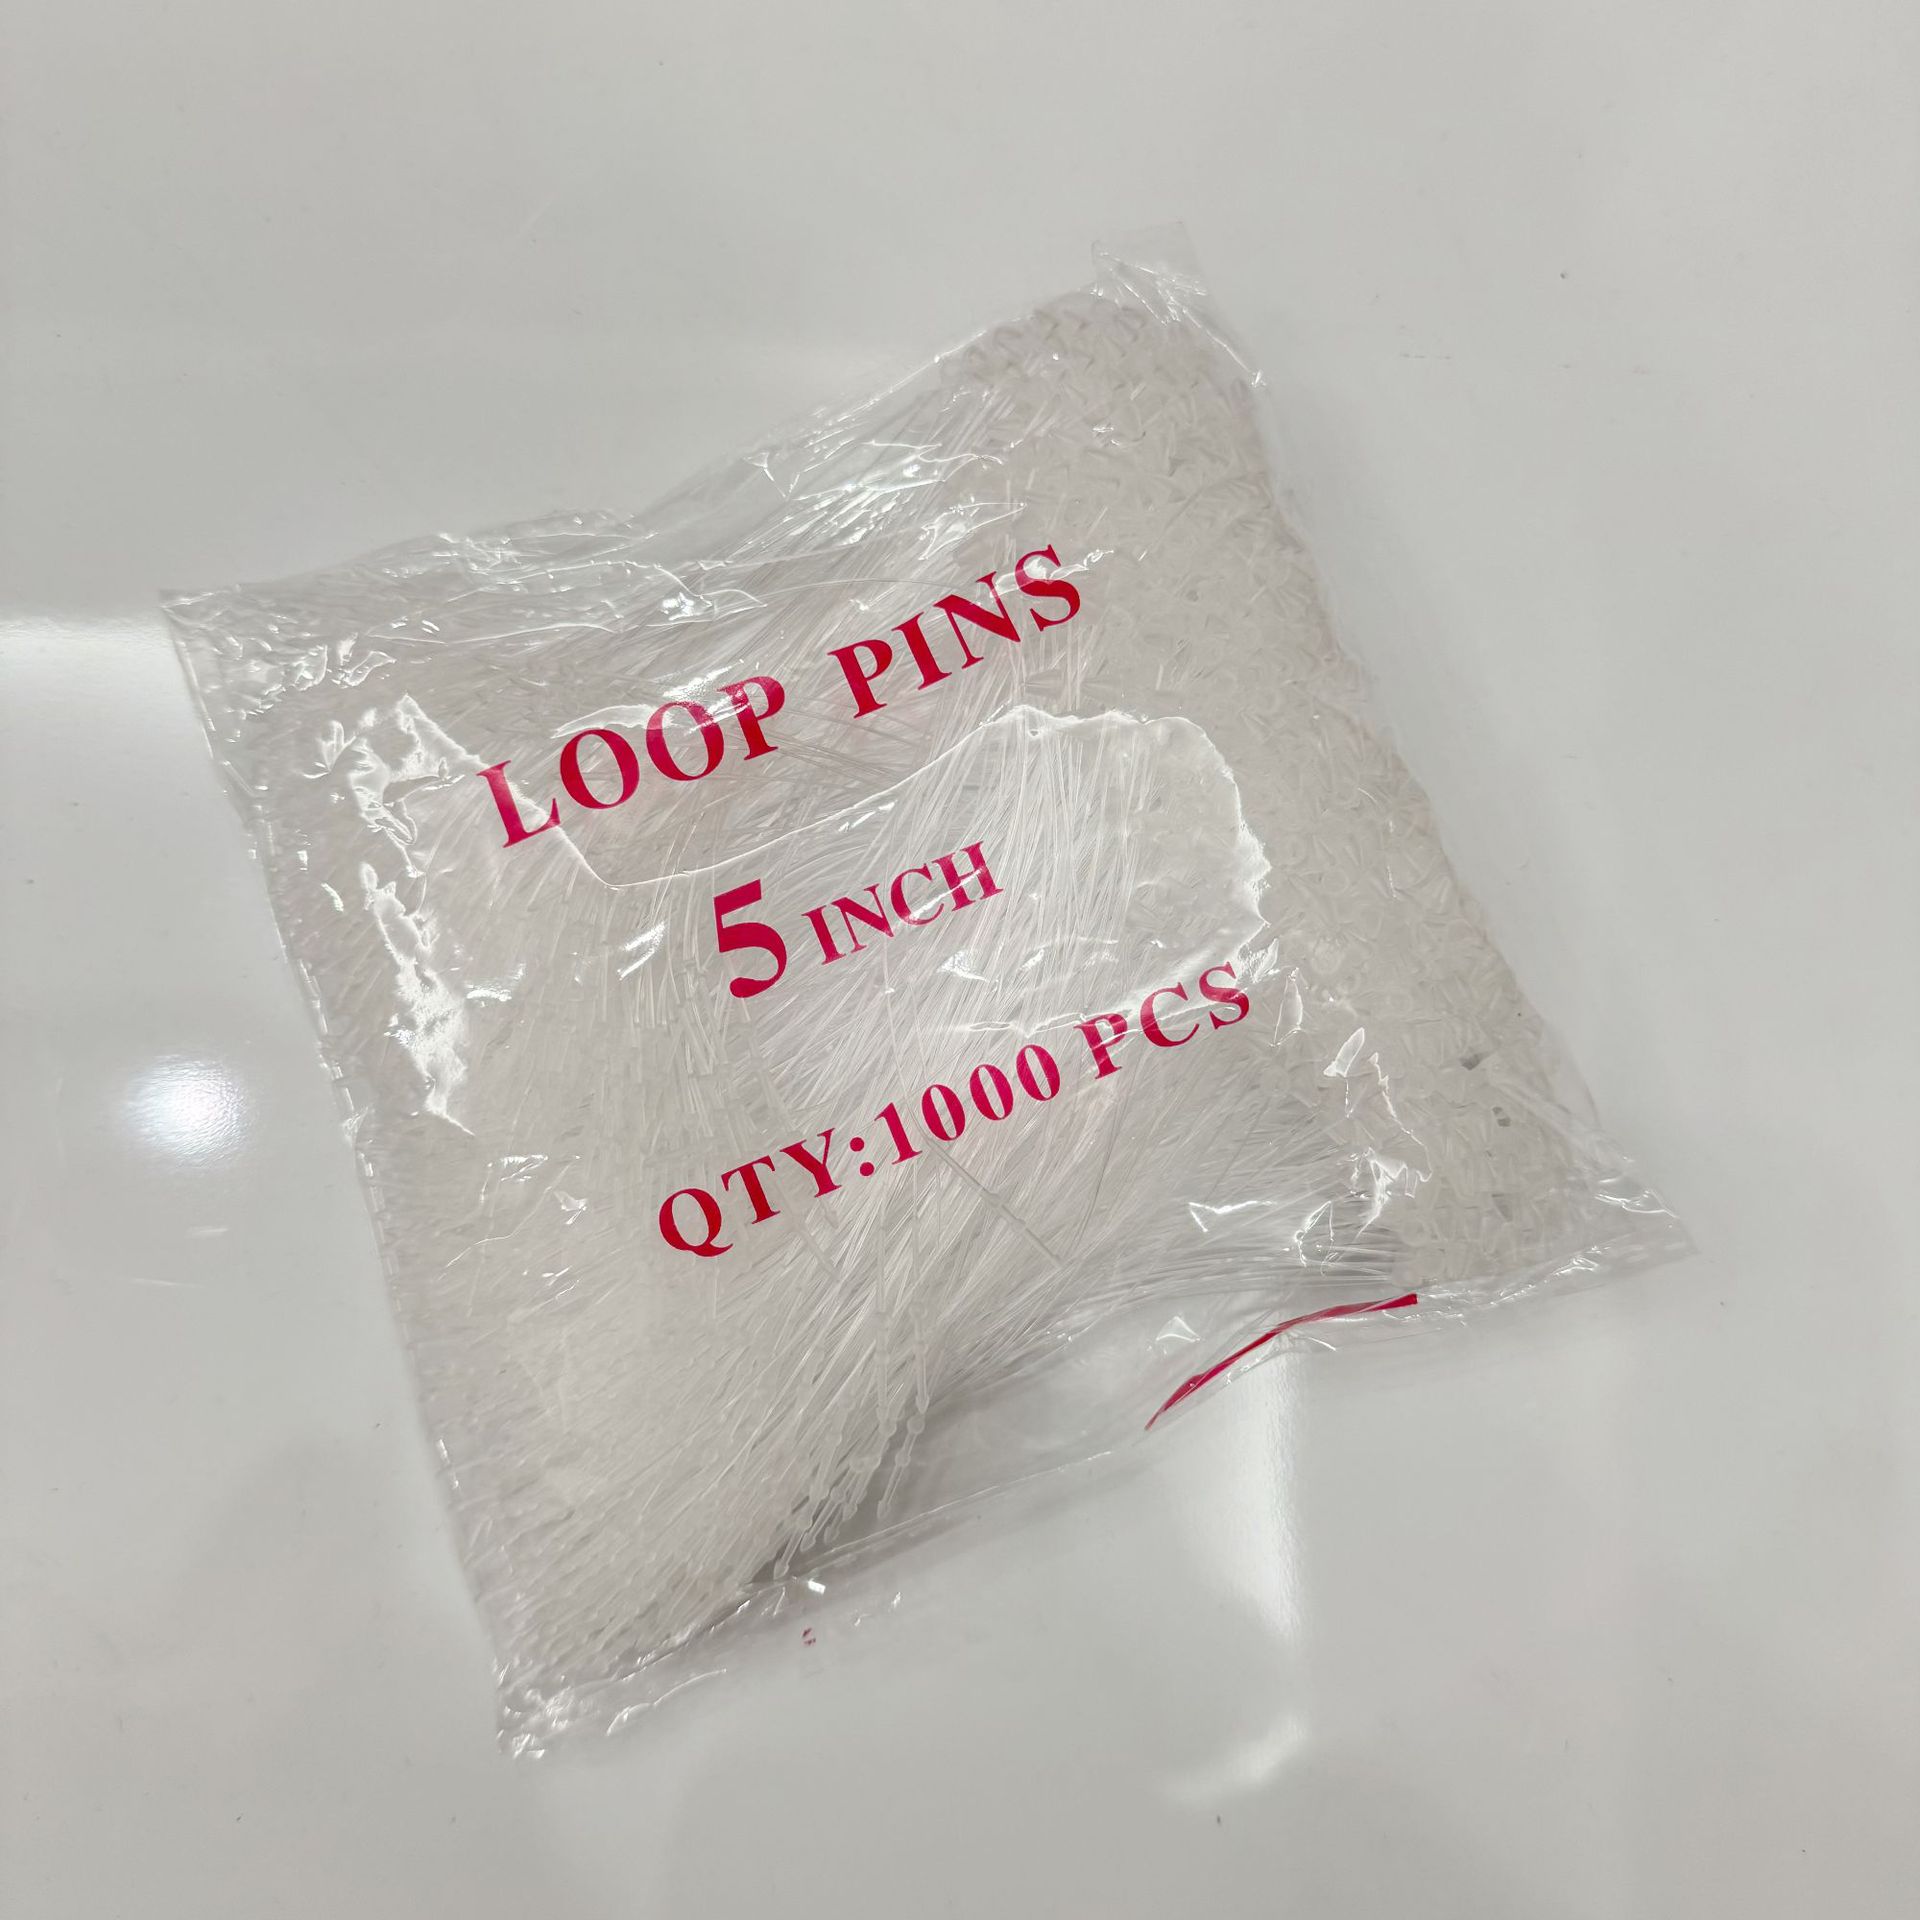 LOOP PINS
5 INCH
QTY:1000 PCS